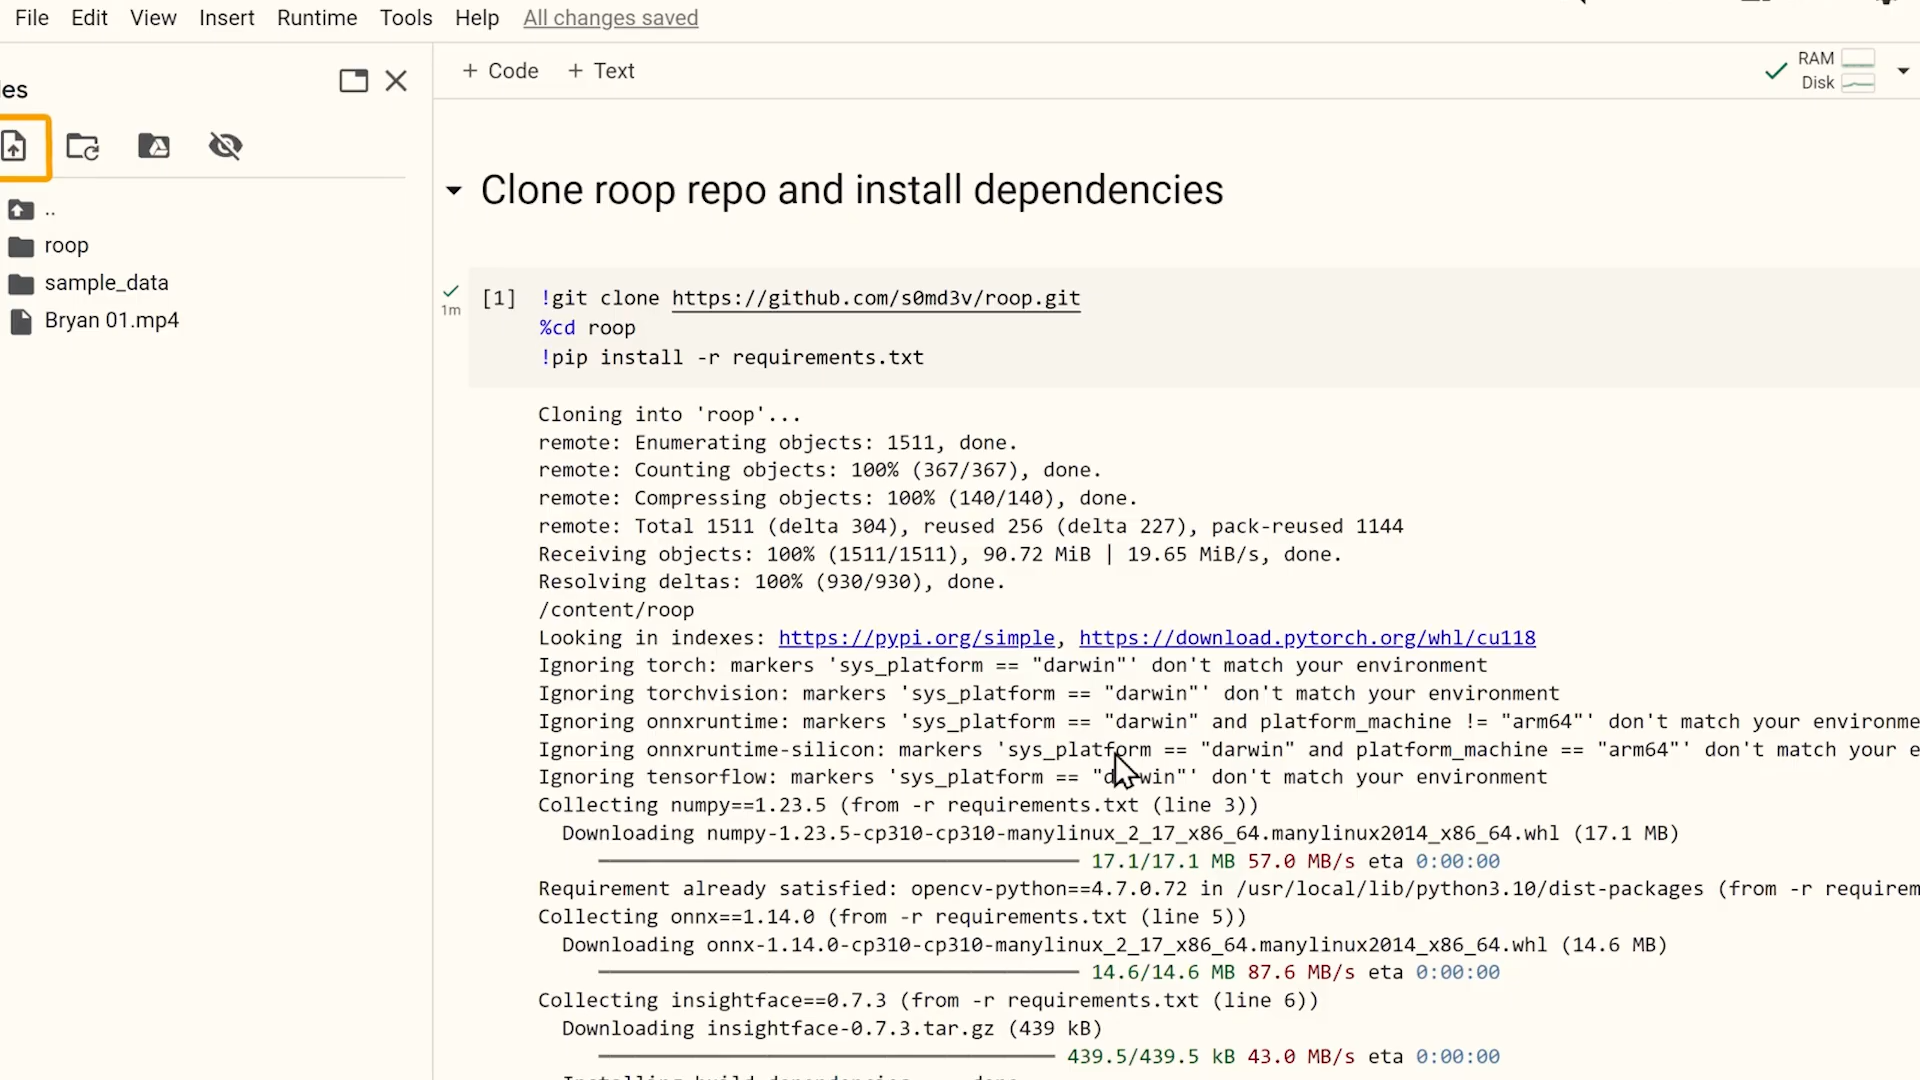 File Edit View Insert Runtime Tools Help All changes saved
es
+ Code + Text
RAM
Disk
..
roop
sample_data
Bryan 01.mp4
Clone roop repo and install dependencies
1m
[1] !git clone https://github.com/s0md3v/roop.git
%cd roop
!pip install -r requirements.txt
Cloning into 'roop'...
remote: Enumerating objects: 1511, done.
remote: Counting objects: 100% (367/367), done.
remote: Compressing objects: 100% (140/140), done.
remote: Total 1511 (delta 304), reused 256 (delta 227), pack-reused 1144
Receiving objects: 100% (1511/1511), 90.72 MiB | 19.65 MiB/s, done.
Resolving deltas: 100% (930/930), done.
/content/roop
Looking in indexes: https://pypi.org/simple, https://download.pytorch.org/whl/cu118
Ignoring torch: markers 'sys_platform == "darwin"' don't match your environment
Ignoring torchvision: markers 'sys_platform == "darwin"' don't match your environment
Ignoring onnxruntime: markers 'sys_platform == "darwin" and platform_machine != "arm64"' don't match your environme
Ignoring onnxruntime-silicon: markers 'sys_platform == "darwin" and platform_machine == "arm64"' don't match your e
Ignoring tensorflow: markers 'sys_platform == "darwin"' don't match your environment
Collecting numpy==1.23.5 (from -r requirements.txt (line 3))
Downloading numpy-1.23.5-cp310-cp310-manylinux_2_17_x86_64.manylinux2014_x86_64.whl (17.1 MB)
17.1/17.1 MB 57.0 MB/s eta 0:00:00
Requirement already satisfied: opencv-python==4.7.0.72 in /usr/local/lib/python3.10/dist-packages (from -r requirem
Collecting onnx==1.14.0 (from -r requirements.txt (line 5))
Downloading onnx-1.14.0-cp310-cp310-manylinux_2_17_x86_64.manylinux2014_x86_64.whl (14.6 MB)
14.6/14.6 MB 87.6 MB/s eta 0:00:00
Collecting insightface==0.7.3 (from -r requirements.txt (line 6))
Downloading insightface-0.7.3.tar.gz (439 kB)
439.5/439.5 kB 43.0 MB/s eta 0:00:00